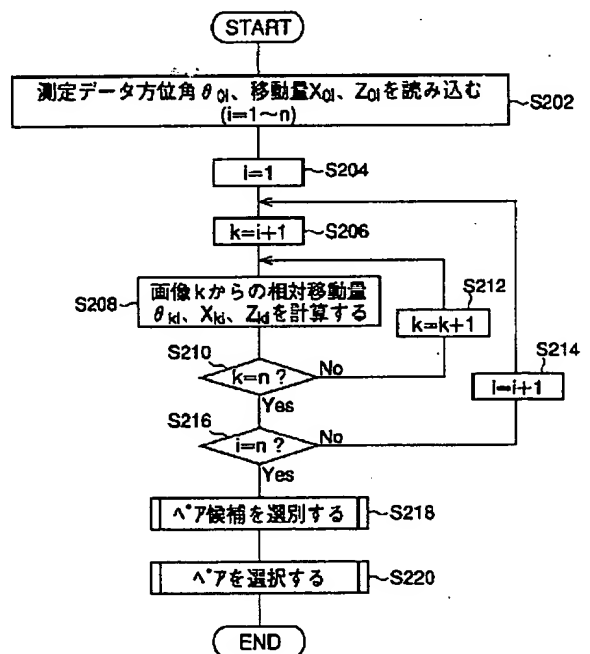 START
測定データ方位角θ0i、移動量X0i、Z0iを読み込む
(i=1~n)
S202
i=1
S204
k=i+1
S206
S208
画像kからの相対移動量
θki、Xki、Zkiを計算する
S212
k=k+1
S210
k=n ?
No
S214
i=i+1
Yes
S216
i=n ?
No
Yes
ペア候補を選別する
S218
ペアを選択する
S220
END